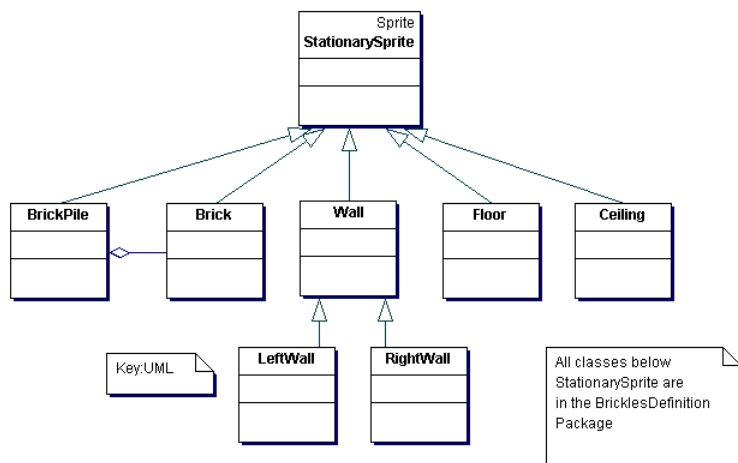 Sprite
StationarySprite
BrickPile
Brick
Wall
Floor
Ceiling
Key:UML
LeftWall
RightWall
All classes below
StationarySprite are
in the BricklesDefinition
Package